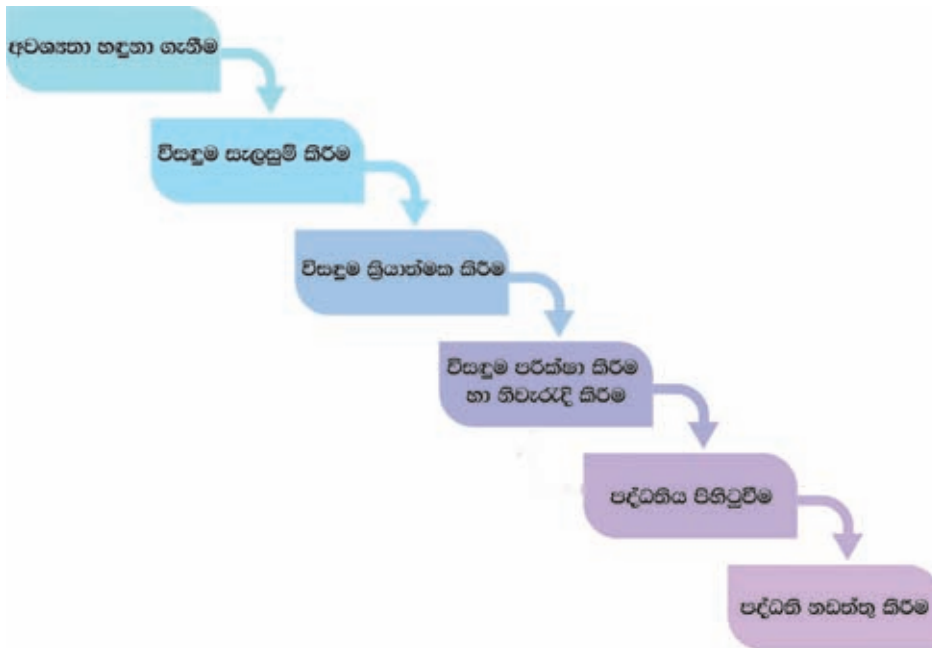 අවශ්‍යතා හඳුනා ගැනීම
විසඳුම සැලසුම් කිරීම
විසඳුම ක්‍රියාත්මක කිරීම
විසඳුම පරීක්ෂා කිරීම
හා නිවැරැදි කිරීම
පද්ධතිය පිහිටුවීම
පද්ධති නඩත්තු කිරීම